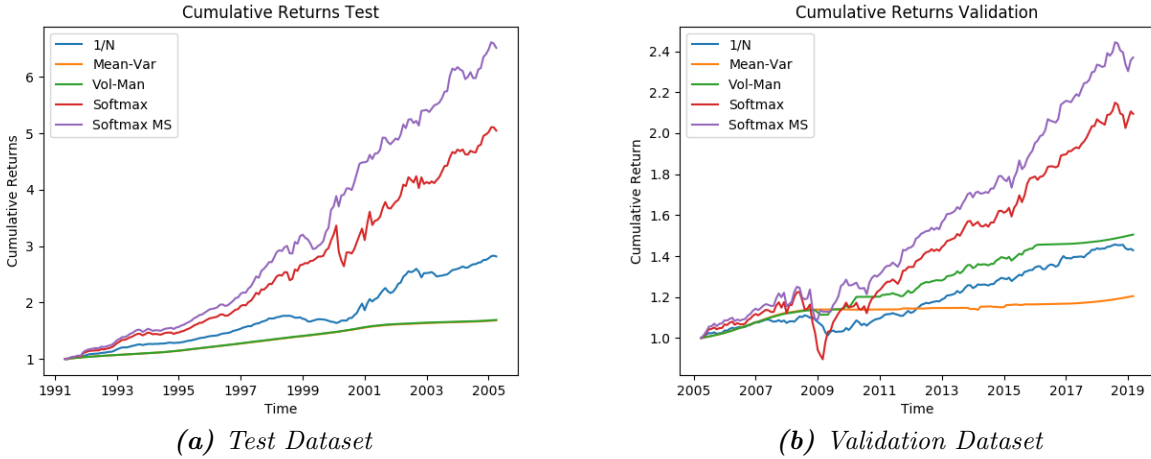 Cumulative Returns Test
Cumulative Returns
6
5
4
3
2
1
1/N
Mean-Var
Vol-Man
Softmax
Softmax MS
1991 1993 1995 1997 1999 2001 2003 2005
Time
(a) Test Dataset
Cumulative Returns Validation
Cumulative Return
2.4
2.2
2.0
1.8
1.6
1.4
1.2
1.0
1/N
Mean-Var
Vol-Man
Softmax
Softmax MS
2005 2007 2009 2011 2013 2015 2017 2019
Time
(b) Validation Dataset